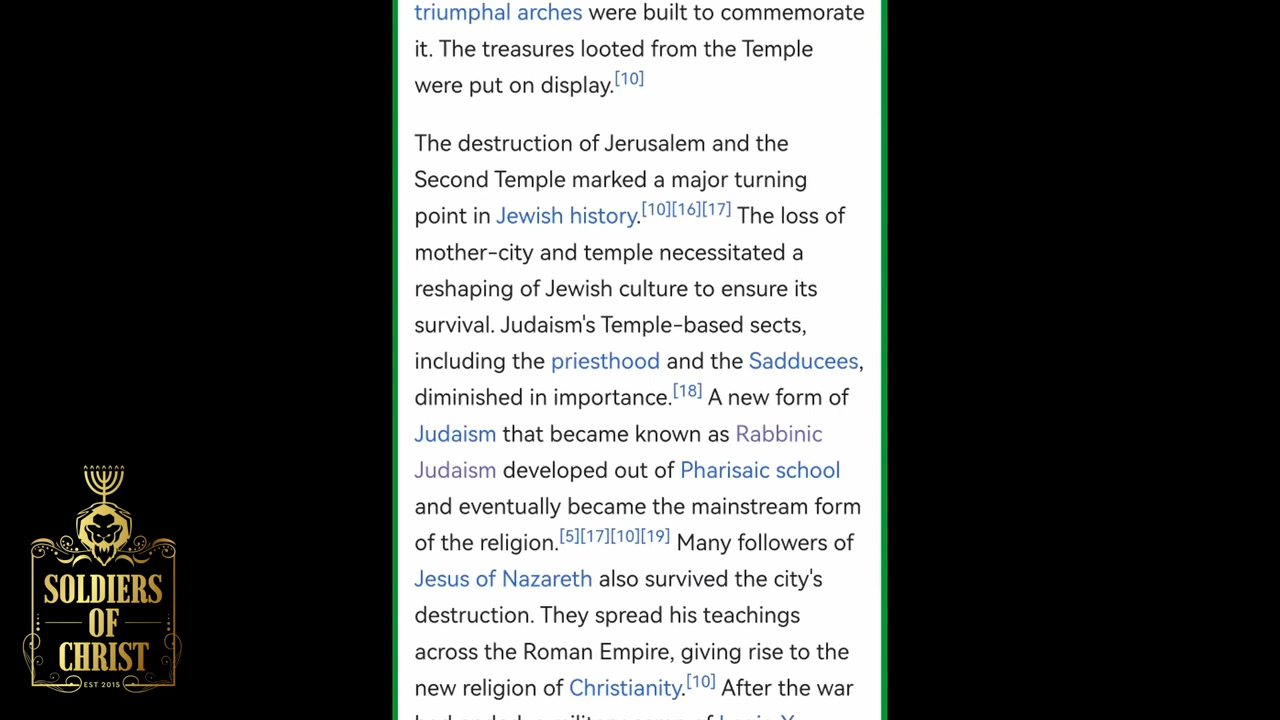 triumphal arches were built to commemorate
it. The treasures looted from the Temple
were put on display.[10]
The destruction of Jerusalem and the
Second Temple marked a major turning
point in Jewish history.[10][16][17] The loss of
mother-city and temple necessitated a
reshaping of Jewish culture to ensure its
survival. Judaism's Temple-based sects,
including the priesthood and the Sadducees,
diminished in importance.[18] A new form of
Judaism that became known as Rabbinic
Judaism developed out of Pharisaic school
and eventually became the mainstream form
of the religion.[5][17][10][19] Many followers of
Jesus of Nazareth also survived the city's
destruction. They spread his teachings
across the Roman Empire, giving rise to the
new religion of Christianity.[10] After the war
SOLDIERS
OF
CHRIST
EST 2015